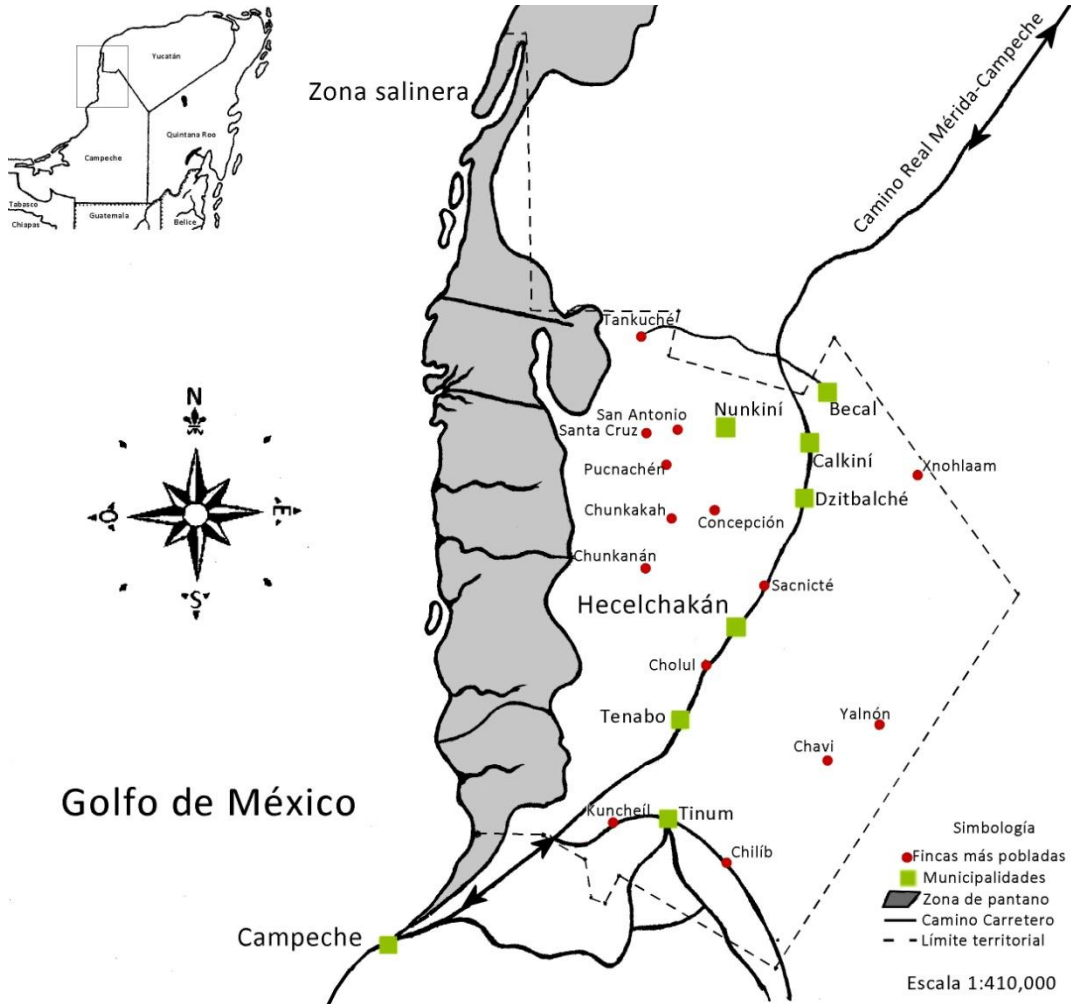 Yucatán
Quintana Roo
Campeche
Tabasco
Chiapas
Guatemala
Belice
Zona salinera
Camino Real Mérida-Campeche
Tankuché
Becal
San Antonio
Nunkiní
Santa Cruz
Calkiní
Pucnachén
Xnohlaam
Dzitbalché
Chunkakah
Concepción
Chunkanán
Sacnicté
Hecelchakán
Cholul
Tenabo
Yalnón
Chavi
N
O
E
S
Golfo de México
Kuncheíl
Tinum
Chilíb
Campeche
Simbología
Fincas más pobladas
Municipalidades
Zona de pantano
Camino Carretero
Límite territorial
Escala 1:410,000